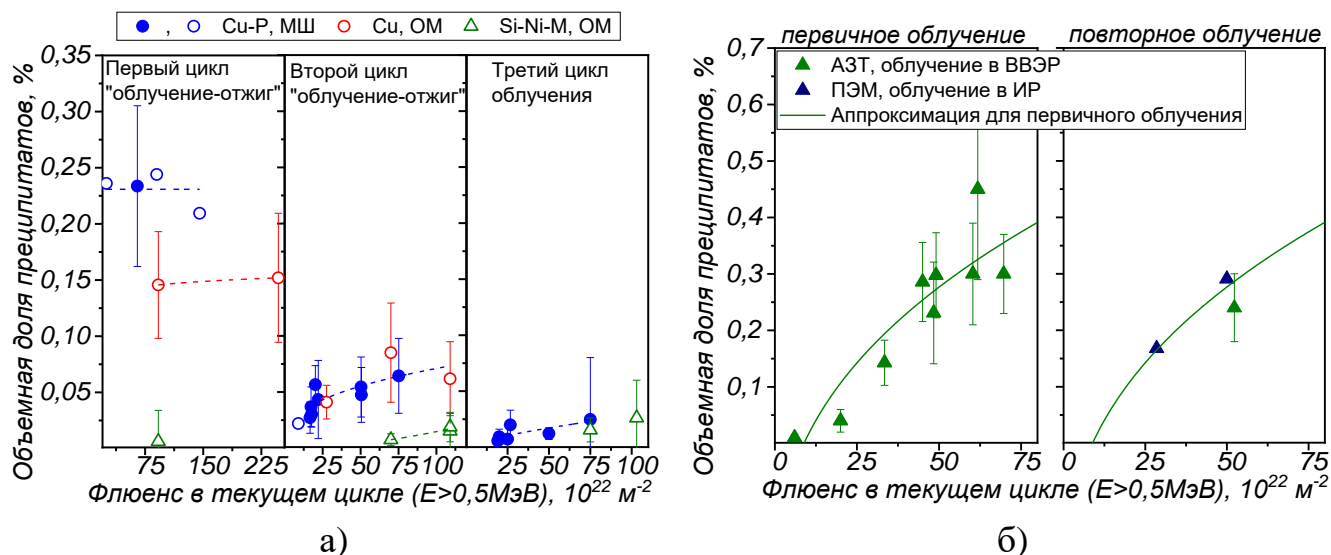 , Cu-P, МШ Cu, ОМ Si-Ni-M, ОМ
Объемная доля преципитатов, %
0,35
0,30
0,25
0,20
0,15
0,10
0,05
Первый цикл
"облучение-отжиг"
Второй цикл
"облучение-отжиг"
Третий цикл
облучения
75 150 225 25 75 100 25 75 100
Флюенс в текущем цикле (E>0,5МэВ), 10²² м⁻²
а)
первичное облучение повторное облучение
Объемная доля преципитатов, %
0,7
0,6
0,5
0,4
0,3
0,2
0,1
АЗТ, облучение в ВВЭР
ПЭМ, облучение в ИР
Аппроксимация для первичного облучения
0 25 50 75 0 25 50 75
Флюенс в текущем цикле (E>0,5МэВ), 10²² м⁻²
б)